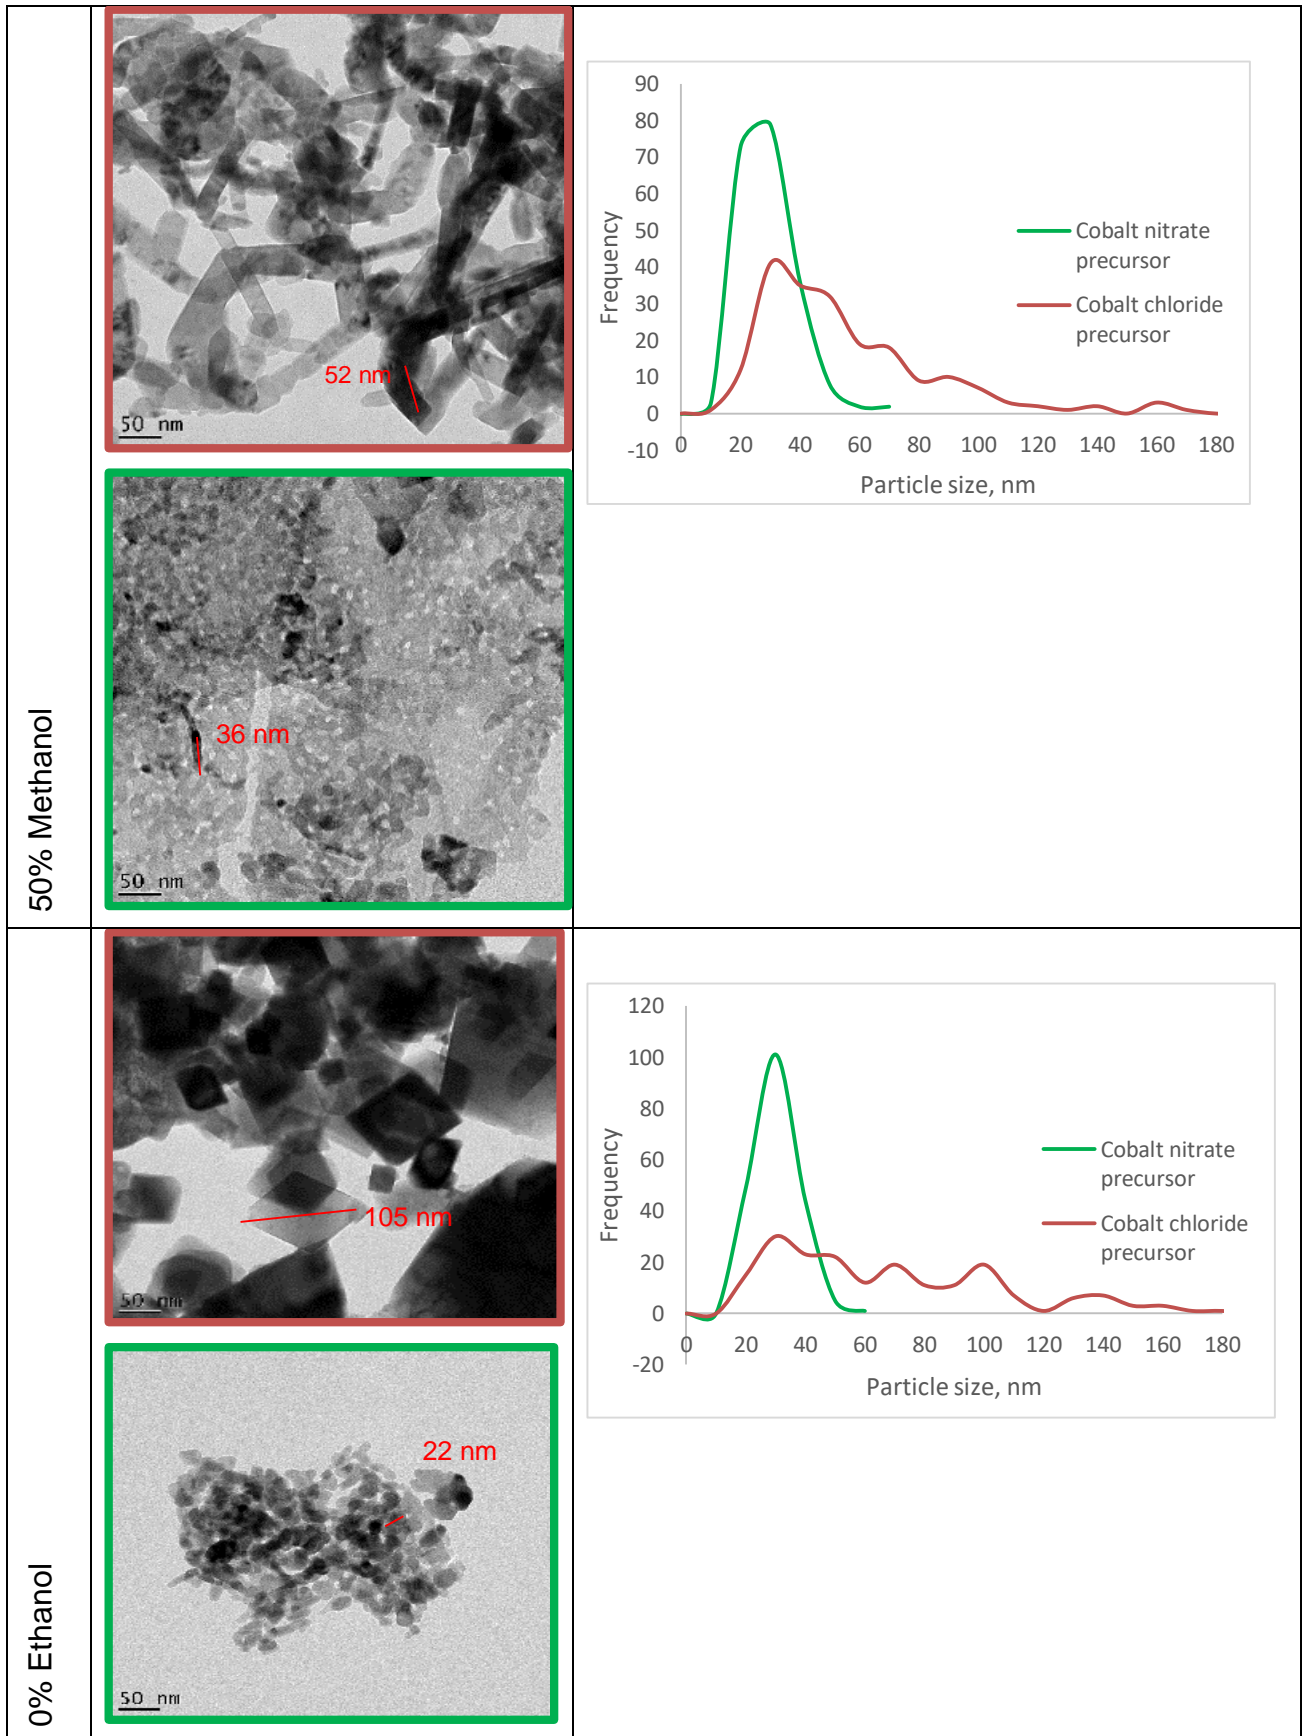 50% Methanol
52 nm
50 nm
36 nm
50 nm
90
80
70
60
50
40
30
20
10
0
-10
Frequency
0 20 40 60 80 100 120 140 160 180
Particle size, nm
Cobalt nitrate
precursor
Cobalt chloride
precursor
0% Ethanol
105 nm
50 nm
22 nm
50 nm
120
100
80
60
40
20
0
-20
Frequency
0 20 40 60 80 100 120 140 160 180
Particle size, nm
Cobalt nitrate
precursor
Cobalt chloride
precursor